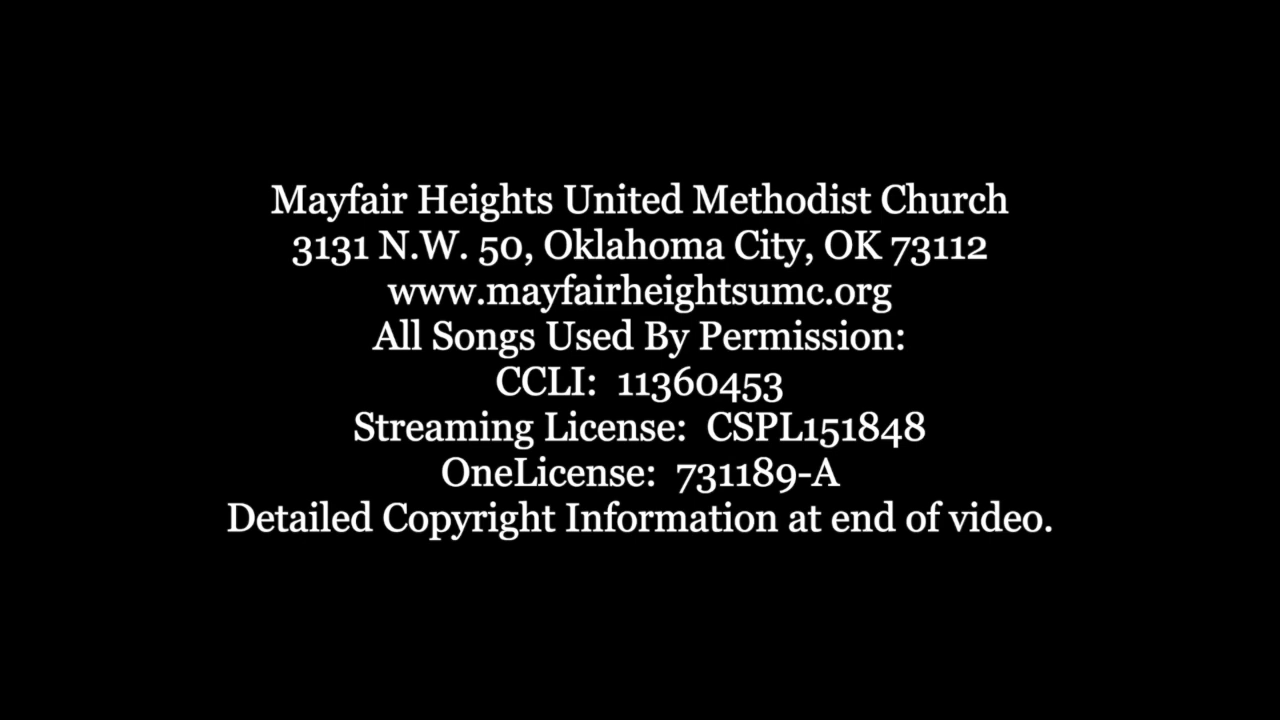 Mayfair Heights United Methodist Church
3131 N.W. 50, Oklahoma City, OK 73112
www.mayfairheightsumc.org
All Songs Used By Permission:
CCLI:  11360453
Streaming License:  CSPL151848
OneLicense:  731189-A
Detailed Copyright Information at end of video.